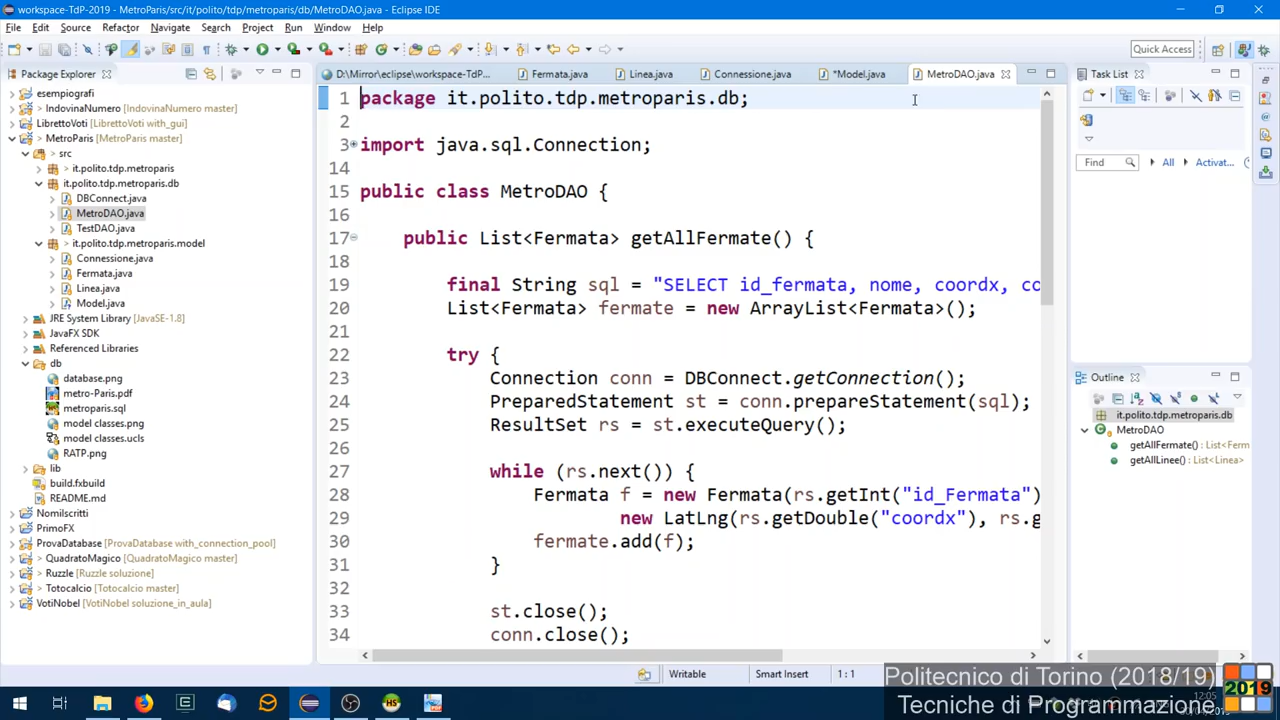 workspace-TdP-2019 - MetroParis/src/it/polito/tdp/metroparis/db/MetroDAO.java - Eclipse IDE
File Edit Source Refactor Navigate Search Project Run Window Help
Quick Access
Package Explorer
D:\Mirror\eclipse\workspace-TdP... Fermata.java Linea.java Connessione.java *Model.java MetroDAO.java
Task List
esempiografi
> IndovinaNumero [IndovinaNumero master]
LibrettoVoti [LibrettoVoti with_gui]
> MetroParis [MetroParis master]
> src
> it.polito.tdp.metroparis
it.polito.tdp.metroparis.db
DBConnect.java
MetroDAO.java
TestDAO.java
> it.polito.tdp.metroparis.model
Connessione.java
Fermata.java
Linea.java
Model.java
JRE System Library [JavaSE-1.8]
JavaFX SDK
Referenced Libraries
db
database.png
metro-Paris.pdf
metroparis.sql
model classes.png
model classes.ucls
RATP.png
lib
build.fxbuild
README.md
NomiIscritti
PrimoFX
ProvaDatabase [ProvaDatabase with_connection_pool]
> QuadratoMagico [QuadratoMagico master]
> Ruzzle [Ruzzle soluzione]
> Totocalcio [Totocalcio master]
VotiNobel [VotiNobel soluzione_in_aula]
1 package it.polito.tdp.metroparis.db;
2
3 import java.sql.Connection;
14
15 public class MetroDAO {
16
17 public List<Fermata> getAllFermate() {
18
19 final String sql = "SELECT id_fermata, nome, coordx, co
20 List<Fermata> fermate = new ArrayList<Fermata>();
21
22 try {
23 Connection conn = DBConnect.getConnection();
24 PreparedStatement st = conn.prepareStatement(sql);
25 ResultSet rs = st.executeQuery();
26
27 while (rs.next()) {
28 Fermata f = new Fermata(rs.getInt("id_Fermata")
29 new LatLng(rs.getDouble("coordx"), rs.g
30 fermate.add(f);
31 }
32
33 st.close();
34 conn.close();
Find All Activat...
Outline
it.polito.tdp.metroparis.db
MetroDAO
getAllFermate() : List<Ferm
getAllLinee() : List<Linea>
Writable Smart Insert 1 : 1
Politecnico di Torino (2018/19)
Tecniche di Programmazione
2019
12:05